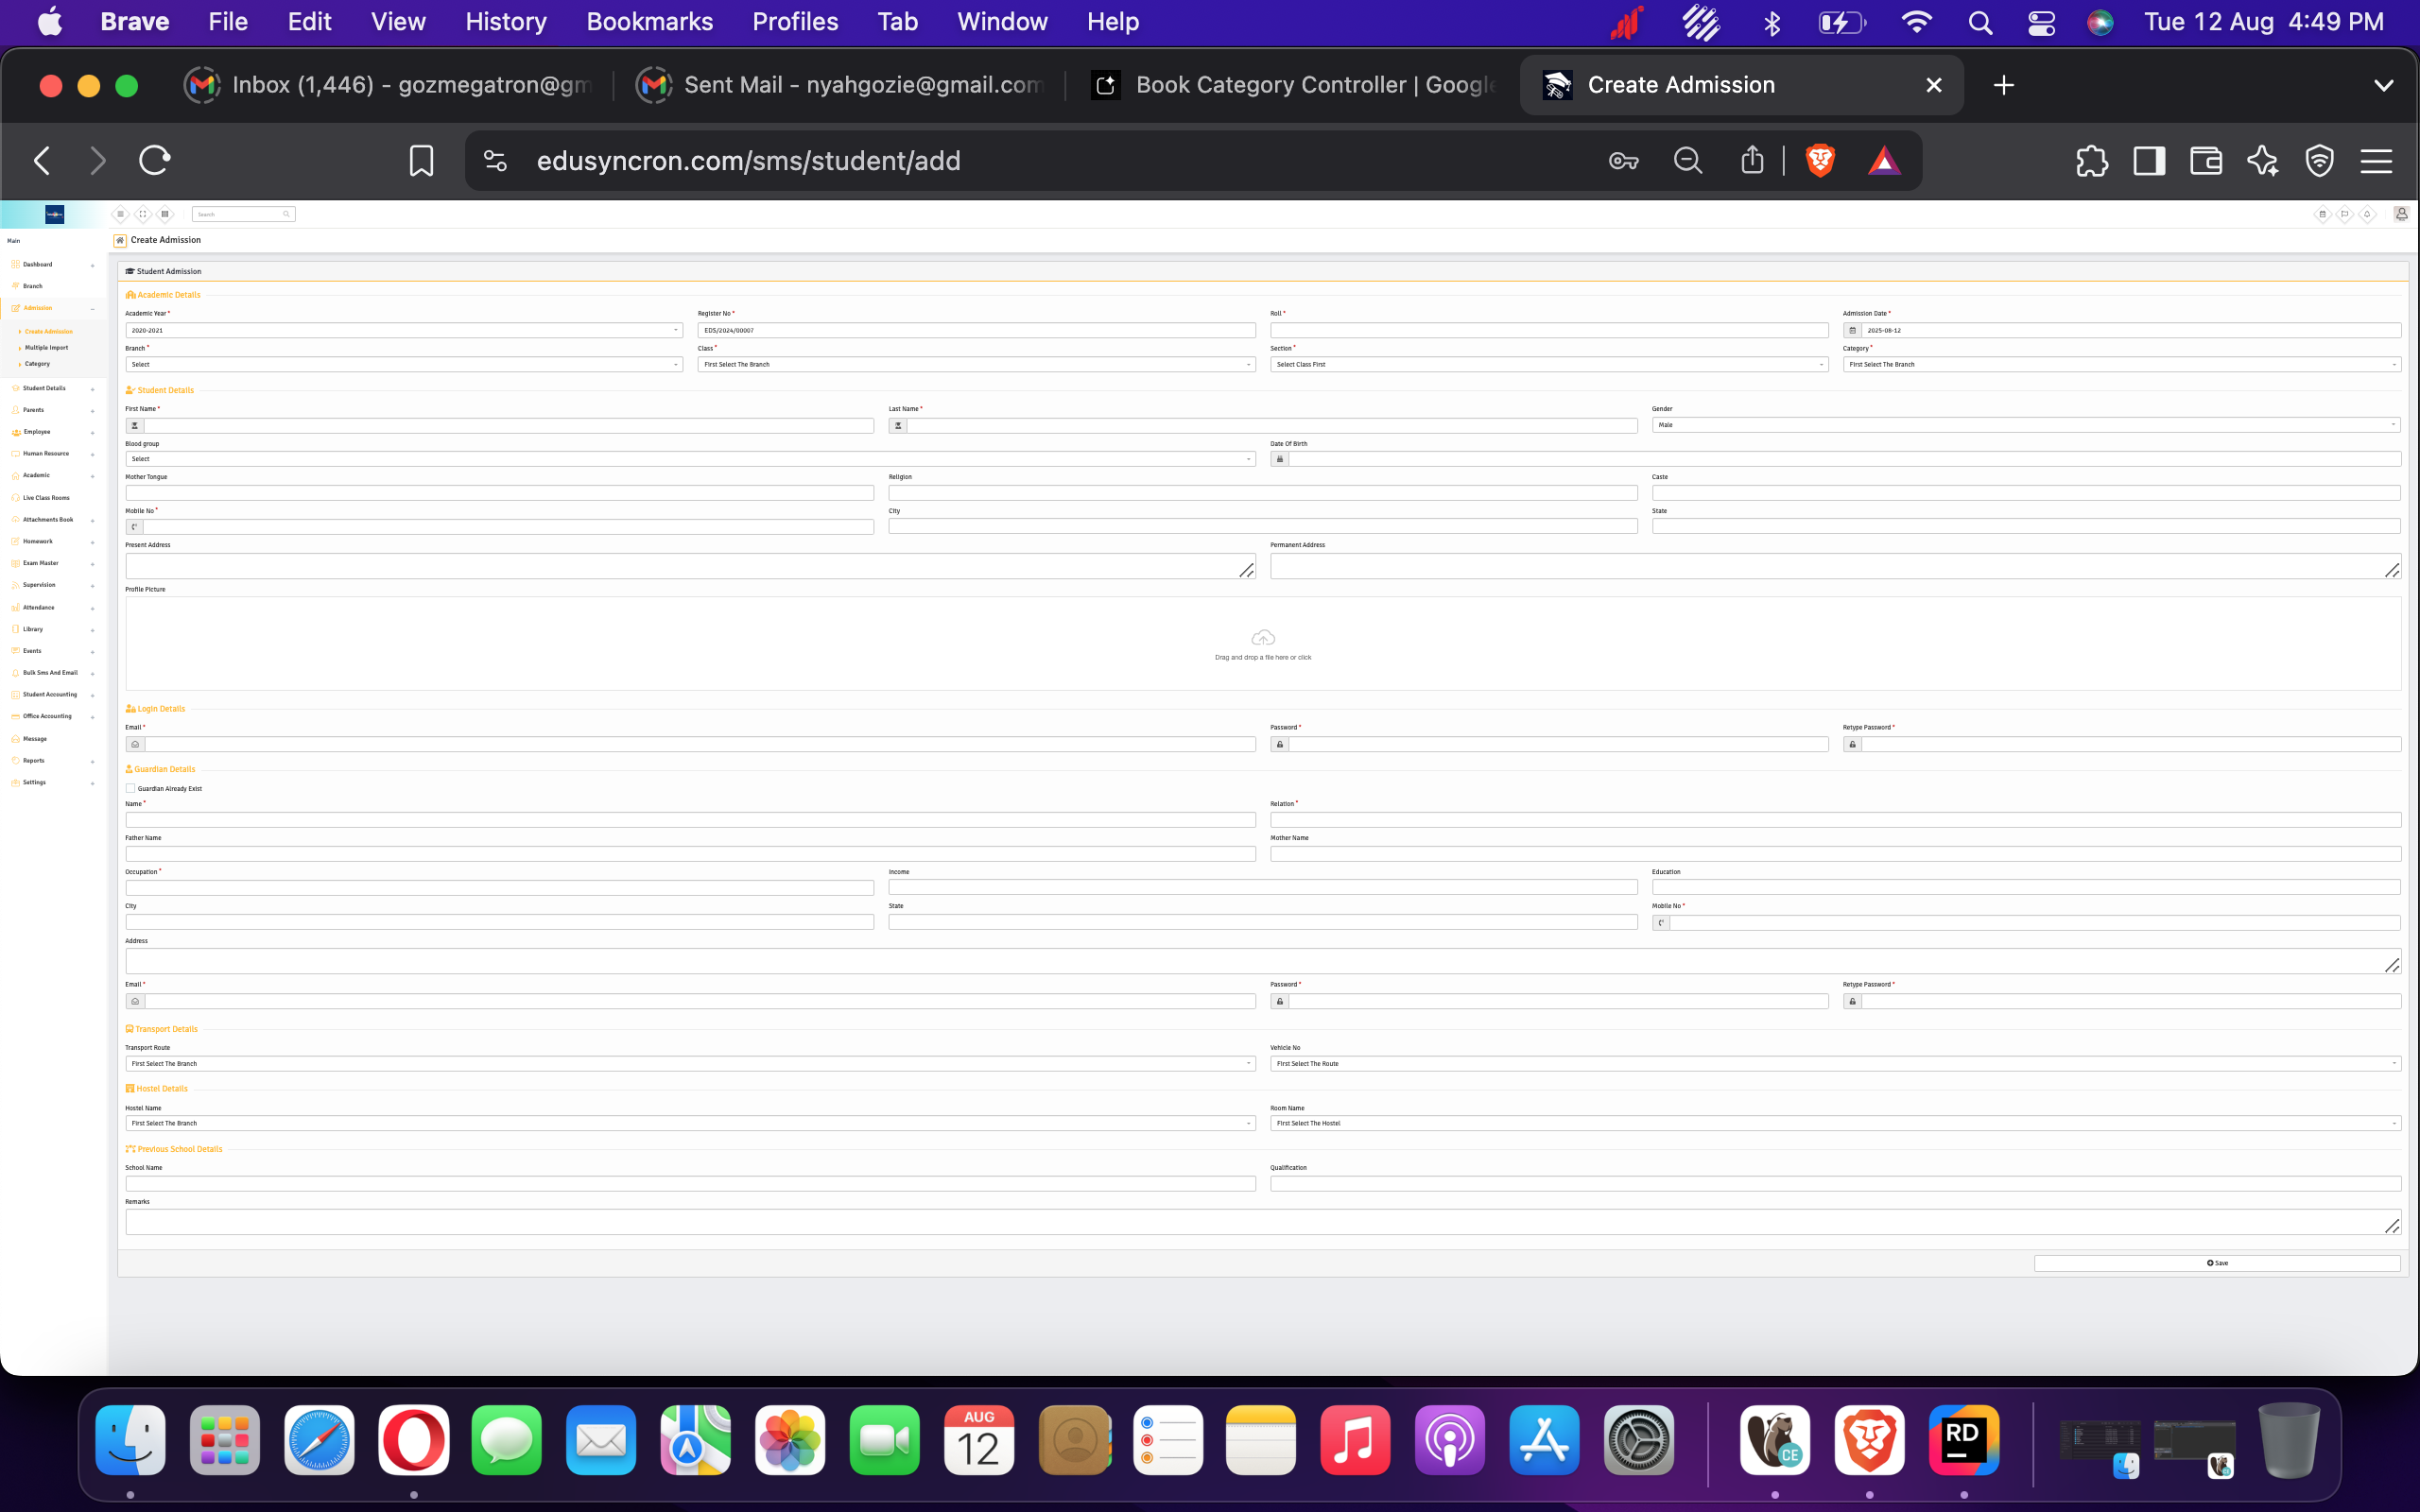 Brave File Edit View History Bookmarks Profiles Tab Window Help Tue 12 Aug 4:49 PM
Inbox (1,446) - gozmegatron@gm Sent Mail - nyahgozie@gmail.com Book Category Controller | Google Create Admission
edusyncron.com/sms/student/add
Search
Main
Create Admission
Dashboard
Branch
Admission
Create Admission
Multiple Import
Category
Student Details
Parents
Employee
Human Resource
Academic
Live Class Rooms
Attachments Book
Homework
Exam Master
Supervision
Attendance
Library
Events
Bulk Sms And Email
Student Accounting
Office Accounting
Message
Reports
Settings
Student Admission
Academic Details
Academic Year * Register No * Roll * Admission Date *
2020-2021 EDS/2024/00007 2025-08-12
Branch * Class * Section * Category *
Select First Select The Branch Select Class First First Select The Branch
Student Details
First Name * Last Name * Gender
Male
Blood group Date Of Birth
Select
Mother Tongue Religion Caste
Mobile No * City State
Present Address Permanent Address
Profile Picture
Drag and drop a file here or click
Login Details
Email * Password * Retype Password *
Guardian Details
Guardian Already Exist
Name * Relation *
Father Name Mother Name
Occupation * Income Education
City State Mobile No *
Address
Email * Password * Retype Password *
Transport Details
Transport Route Vehicle No
First Select The Branch First Select The Route
Hostel Details
Hostel Name Room Name
First Select The Branch First Select The Hostel
Previous School Details
School Name Qualification
Remarks
Save
AUG
12
CE
RD